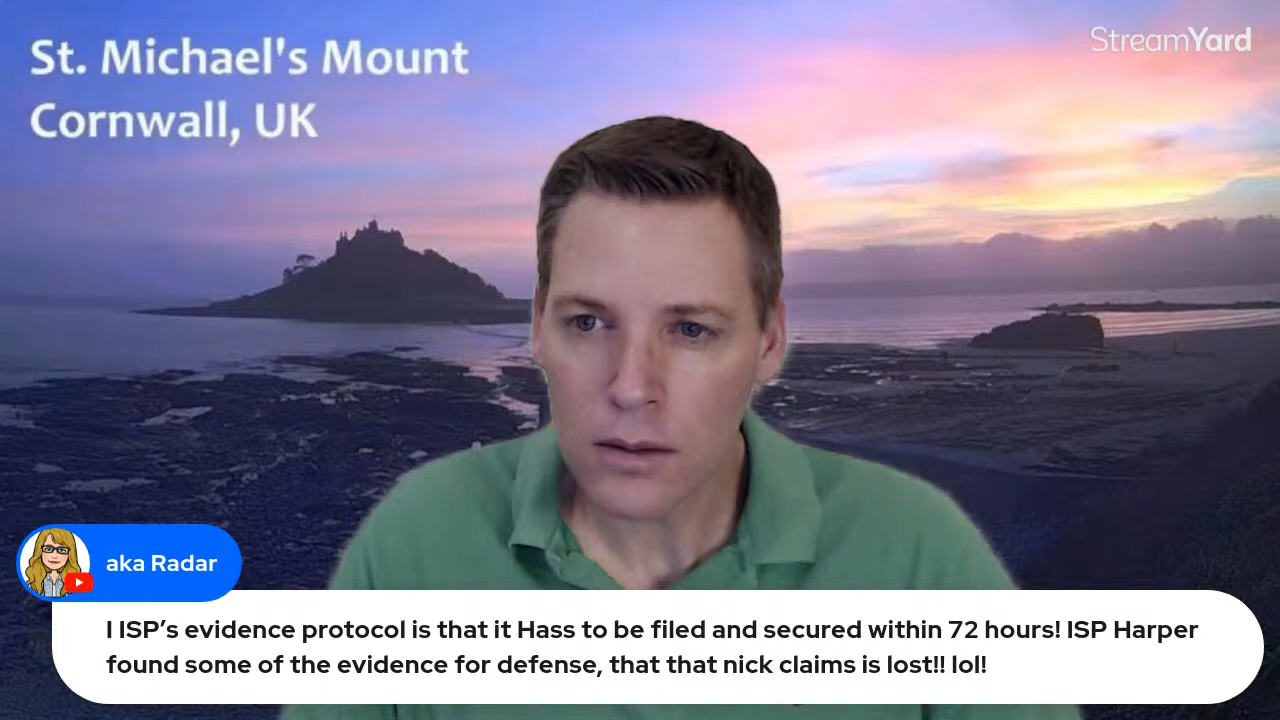 St. Michael's Mount
Cornwall, UK
StreamYard
aka Radar
I ISP’s evidence protocol is that it Hass to be filed and secured within 72 hours! ISP Harper
found some of the evidence for defense, that that nick claims is lost!! lol!